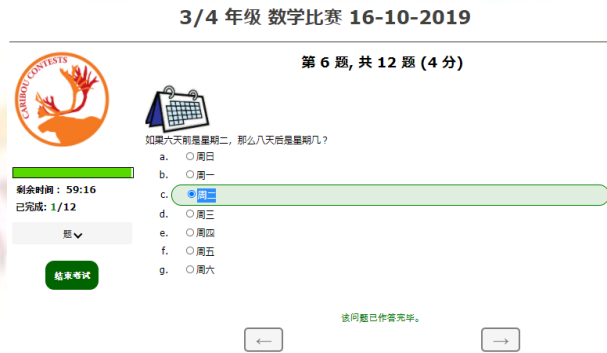 3/4 年级 数学比赛 16-10-2019
CARIBOU CONTESTS
第 6 题, 共 12 题 (4 分)
如果六天前是星期二，那么八天后是星期几？
a. 周日
b. 周一
c. 周二
d. 周三
e. 周四
f. 周五
g. 周六
剩余时间： 59:16
已完成: 1/12
题
结束考试
该问题已作答完毕。
← →